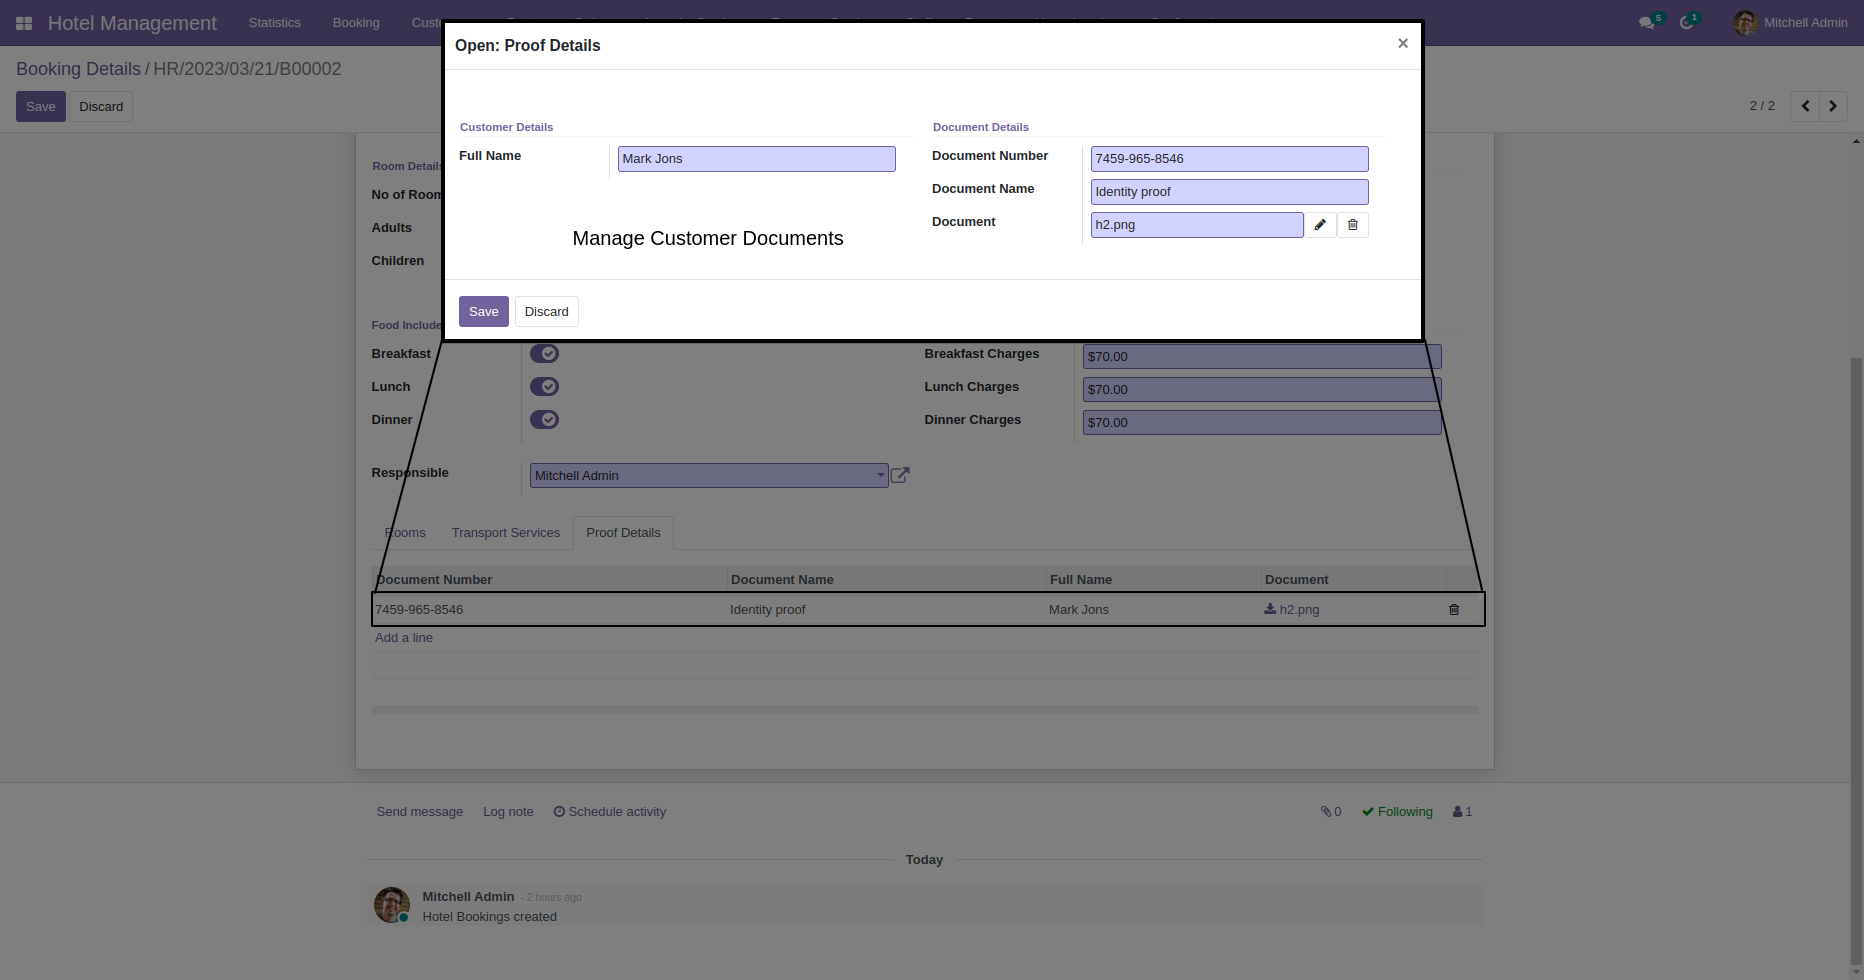 Hotel Management Statistics Booking Mitchell Admin
5 1
Open: Proof Details ×
Booking Details / HR/2023/03/21/B00002
Save Discard
2 / 2
Customer Details Document Details
Full Name Mark Jons Document Number 7459-965-8546
Document Name Identity proof
Document h2.png
Manage Customer Documents
Save Discard
Room Details
No of Room
Adults
Children
Food Include
Breakfast Breakfast Charges $70.00
Lunch Lunch Charges $70.00
Dinner Dinner Charges $70.00
Responsible Mitchell Admin
Rooms Transport Services Proof Details
Document Number Document Name Full Name Document
7459-965-8546 Identity proof Mark Jons h2.png
Add a line
Send message Log note Schedule activity 0 Following 1
Today
Mitchell Admin - 2 hours ago
Hotel Bookings created